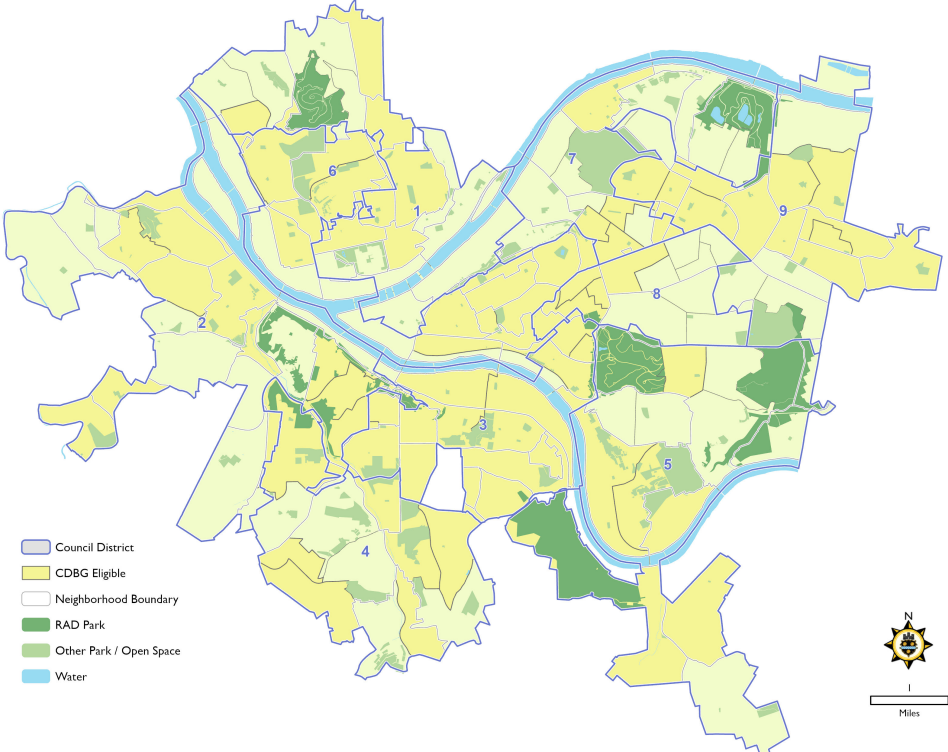 7
6
1
9
8
8
2
3
5
4
Council District
CDBG Eligible
Neighborhood Boundary
RAD Park
Other Park / Open Space
Water
N
1
Miles